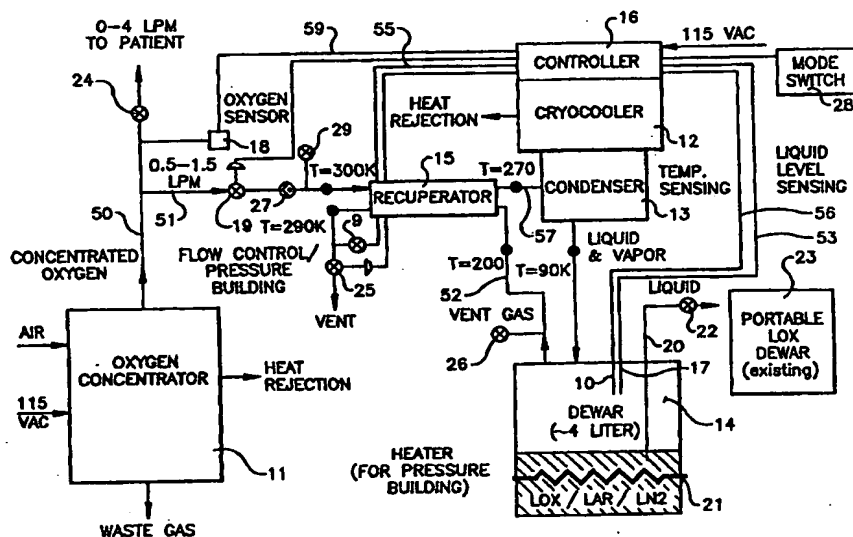 0-4 LPM
TO PATIENT
24
59
55
16
115 VAC
CONTROLLER
MODE
SWITCH
28
OXYGEN
SENSOR
18
29
HEAT
REJECTION
CRYOCOOLER
12
0.5-1.5
LPM
T=300K
15
RECUPERATOR
T=270
CONDENSER
13
TEMP.
SENSING
LIQUID
LEVEL
SENSING
50
51
19
27
T=290K
9
57
56
53
CONCENTRATED
OXYGEN
FLOW CONTROL/
PRESSURE
BUILDING
25
VENT
T=200
52
LIQUID
& VAPOR
T=90K
VENT GAS
26
LIQUID
22
20
23
PORTABLE
LOX
DEWAR
(existing)
AIR
OXYGEN
CONCENTRATOR
HEAT
REJECTION
115
VAC
11
WASTE GAS
10
17
DEWAR
(~4 LITER)
14
HEATER
(FOR PRESSURE
BUILDING)
LOX / LAR / LN2
21